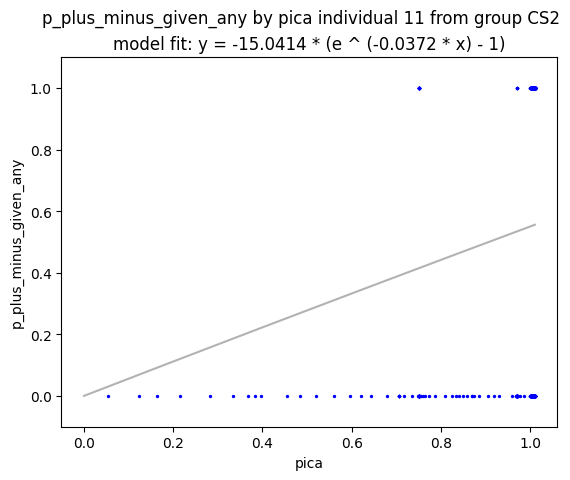 p_plus_minus_given_any by pica individual 11 from group CS2
model fit: y = -15.0414 * (e ^ (-0.0372 * x) - 1)
1.0
0.8
0.6
0.4
0.2
0.0
p_plus_minus_given_any
0.0 0.2 0.4 0.6 0.8 1.0
pica